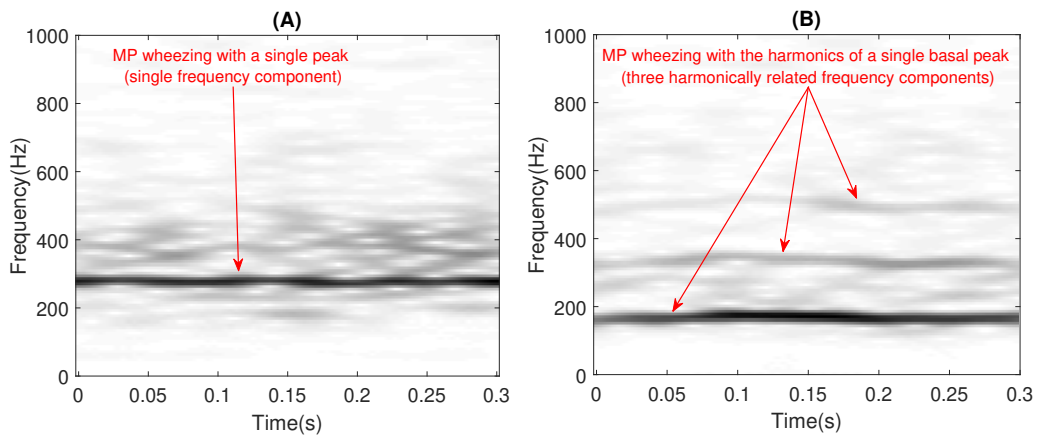 (A)
MP wheezing with a single peak
(single frequency component)
1000
800
600
400
200
0
Frequency(Hz)
0
0.05
0.1
0.15
0.2
0.25
0.3
Time(s)
(B)
MP wheezing with the harmonics of a single basal peak
(three harmonically related frequency components)
1000
800
600
400
200
0
Frequency(Hz)
0
0.05
0.1
0.15
0.2
0.25
0.3
Time(s)